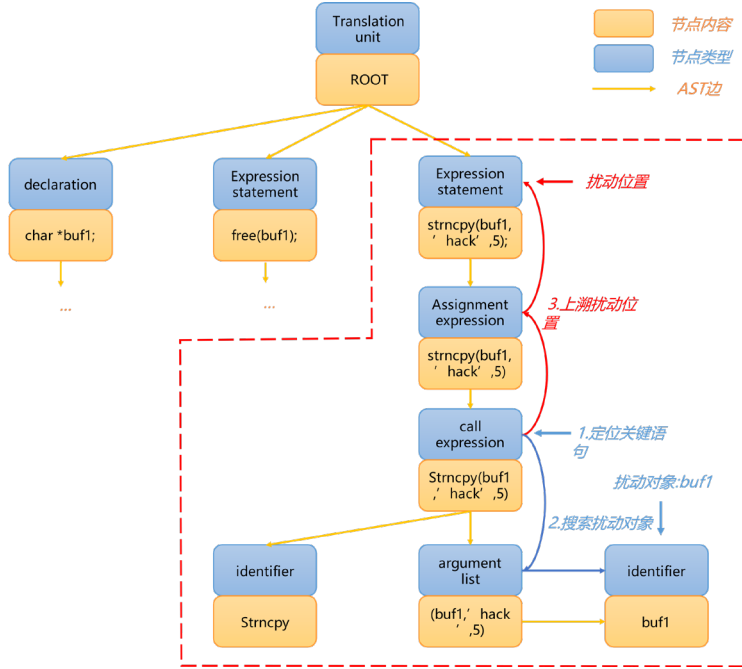 Translation
unit
ROOT
节点内容
节点类型
AST边
declaration
char *buf1;
...
Expression
statement
free(buf1);
...
Expression
statement
strncpy(buf1,
'hack',5);
扰动位置
Assignment
expression
strncpy(buf1,
'hack',5)
3.上溯扰动位
置
call
expression
Strncpy(buf1
,'hack',5)
1.定位关键语
句
扰动对象:buf1
2.搜索扰动对象
identifier
Strncpy
argument
list
(buf1,'hack
',5)
identifier
buf1